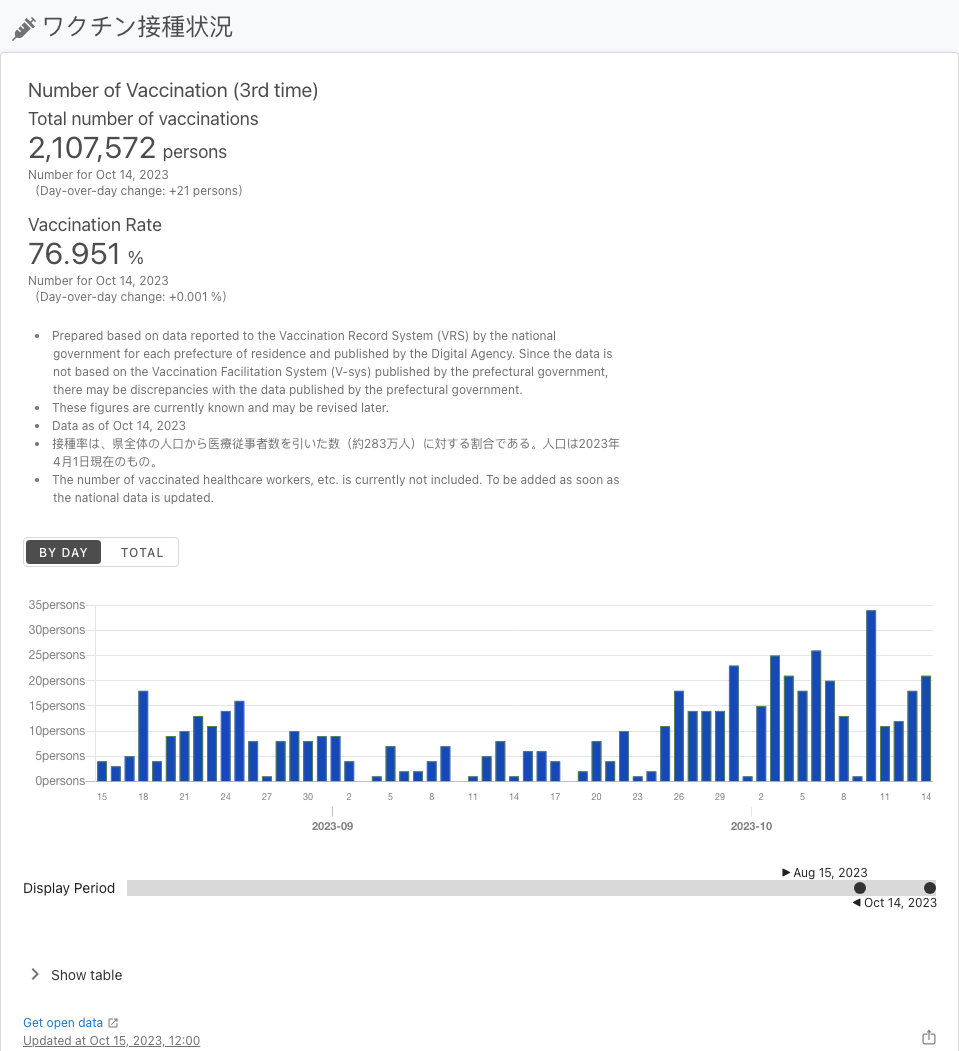 ワクチン接種状況
Number of Vaccination (3rd time)
Total number of vaccinations
2,107,572 persons
Number for Oct 14, 2023
(Day-over-day change: +21 persons)
Vaccination Rate
76.951 %
Number for Oct 14, 2023
(Day-over-day change: +0.001 %)
• Prepared based on data reported to the Vaccination Record System (VRS) by the national
government for each prefecture of residence and published by the Digital Agency. Since the data is
not based on the Vaccination Facilitation System (V-sys) published by the prefectural government,
there may be discrepancies with the data published by the prefectural government.
• These figures are currently known and may be revised later.
• Data as of Oct 14, 2023
• 接種率は、県全体の人口から医療従事者数を引いた数（約283万人）に対する割合である。人口は2023年
4月1日現在のもの。
• The number of vaccinated healthcare workers, etc. is currently not included. To be added as soon as
the national data is updated.
BY DAY TOTAL
35persons
30persons
25persons
20persons
15persons
10persons
5persons
0persons
15 18 21 24 27 30 2 5 8 11 14 17 20 23 26 29 2 5 8 11 14
2023-09 2023-10
▶ Aug 15, 2023
Display Period
◀ Oct 14, 2023
Show table
Get open data
Updated at Oct 15, 2023, 12:00